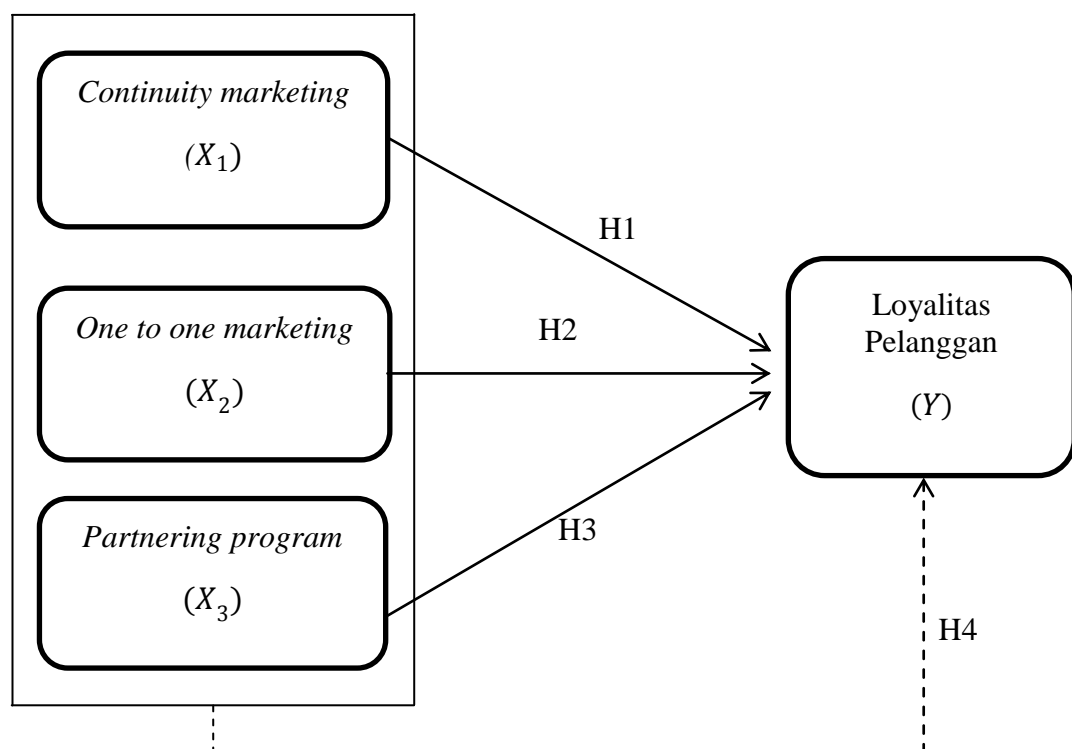 Continuity marketing
(X₁)
H1
One to one marketing
(X₂)
H2
Loyalitas
Pelanggan
(Y)
Partnering program
(X₃)
H3
H4